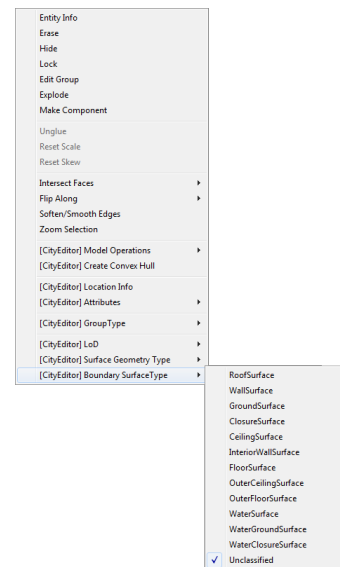 Entity Info
Erase
Hide
Lock
Edit Group
Explode
Make Component
Unglue
Reset Scale
Reset Skew
Intersect Faces
Flip Along
Soften/Smooth Edges
Zoom Selection
[CityEditor] Model Operations
[CityEditor] Create Convex Hull
[CityEditor] Location Info
[CityEditor] Attributes
[CityEditor] GroupType
[CityEditor] LoD
[CityEditor] Surface Geometry Type
[CityEditor] Boundary SurfaceType
RoofSurface
WallSurface
GroundSurface
ClosureSurface
CeilingSurface
InteriorWallSurface
FloorSurface
OuterCeilingSurface
OuterFloorSurface
WaterSurface
WaterGroundSurface
WaterClosureSurface
Unclassified